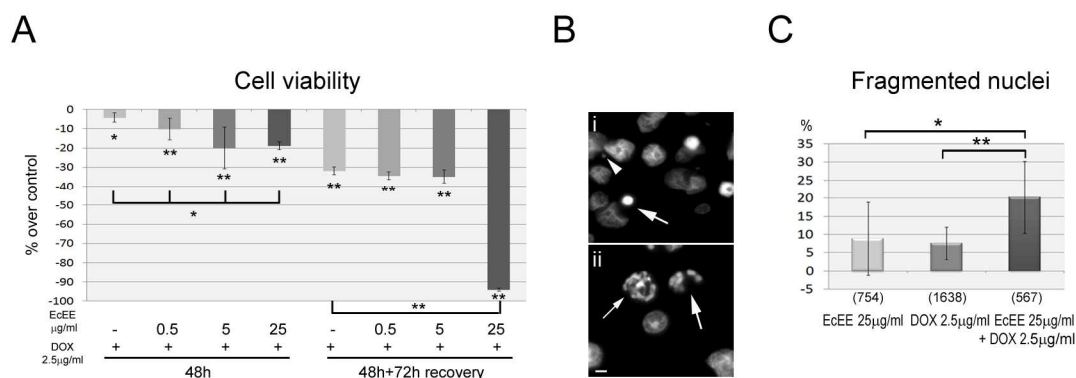 A
B
C
Cell viability
Fragmented nuclei
% over control
0
-10
-20
-30
-40
-50
-60
-70
-80
-90
-100
* ** ** ** ** ** ** **
*
**
EcEE
µg/ml
- 0.5 5 25 - 0.5 5 25
DOX + + + + + + + +
2.5µg/ml
48h 48h+72h recovery
i
ii
%
35
30
25
20
15
10
5
0
-5
*
**
(754) (1638) (567)
EcEE 25µg/ml DOX 2.5µg/ml EcEE 25µg/ml
+ DOX 2.5µg/ml